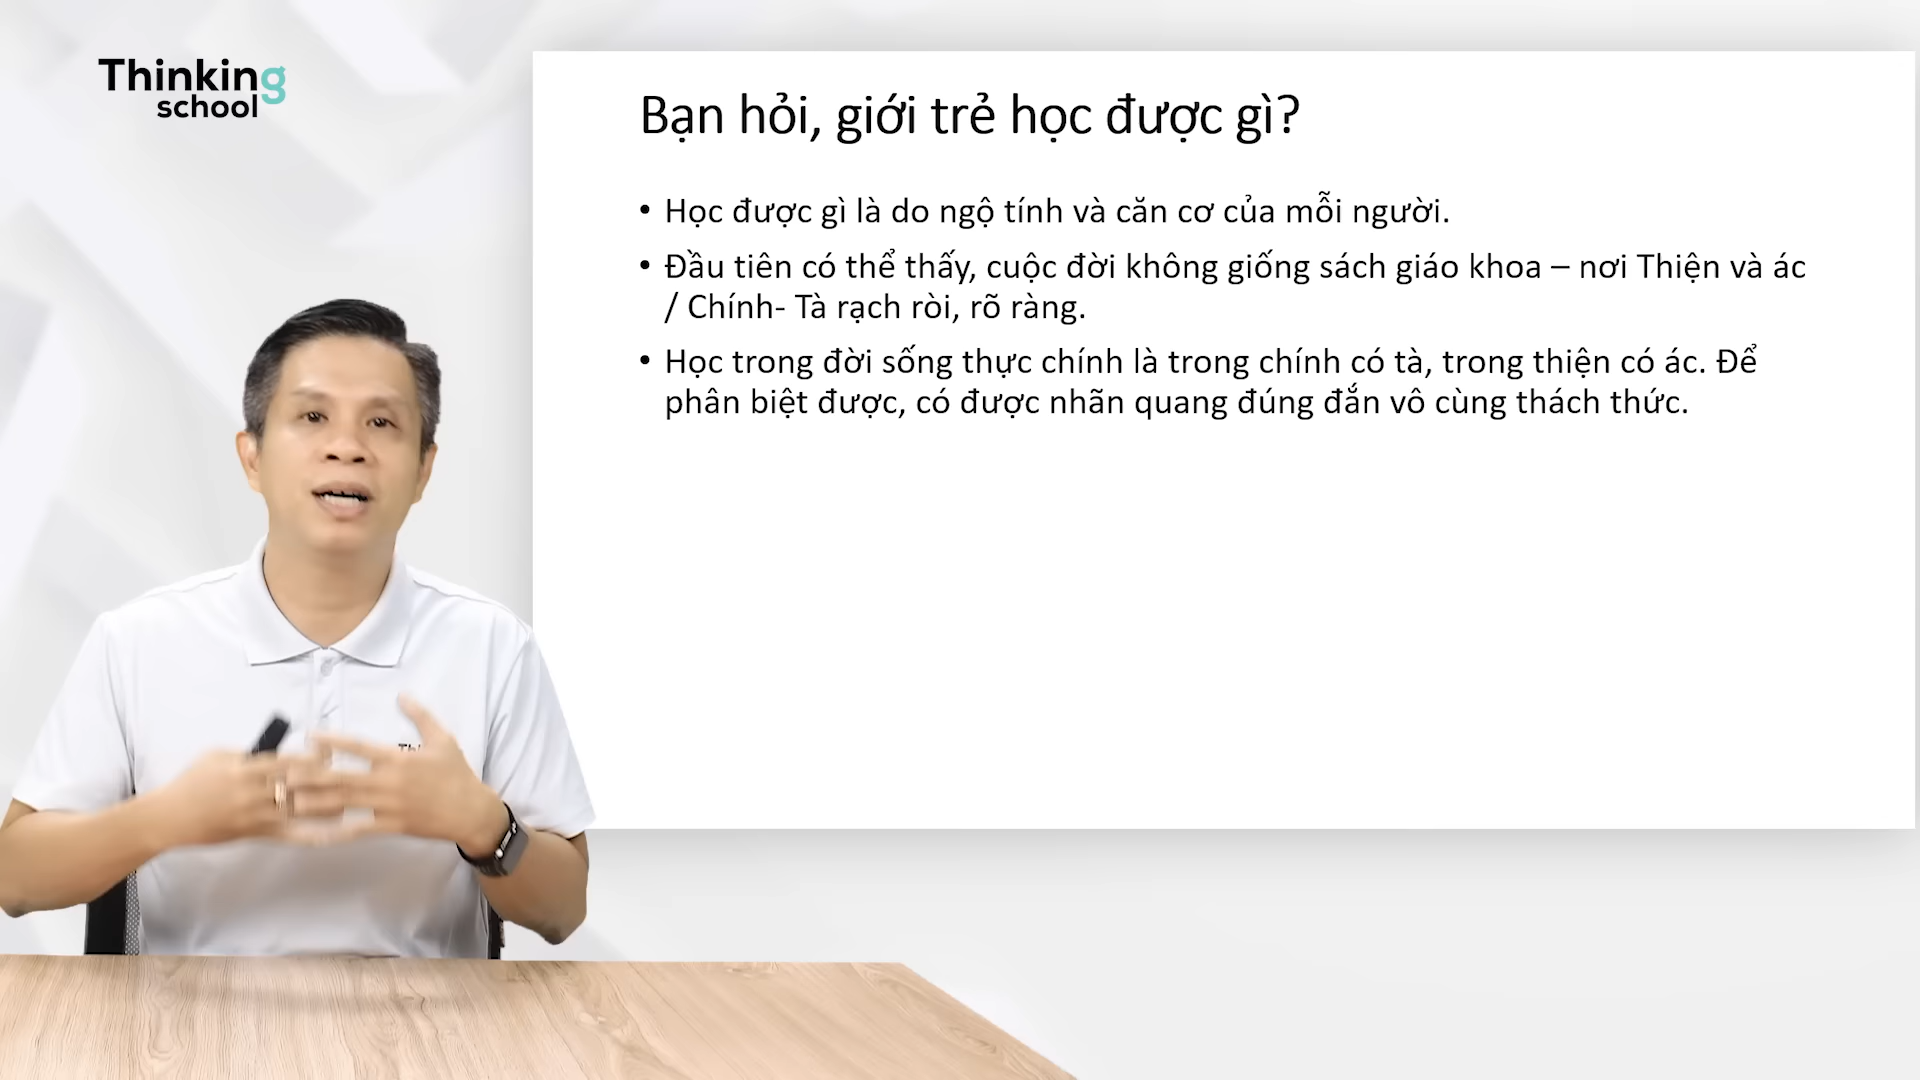 Thinking
school
Bạn hỏi, giới trẻ học được gì?
• Học được gì là do ngộ tính và căn cơ của mỗi người.
• Đầu tiên có thể thấy, cuộc đời không giống sách giáo khoa – nơi Thiện và ác
/ Chính- Tà rạch ròi, rõ ràng.
• Học trong đời sống thực chính là trong chính có tà, trong thiện có ác. Để
phân biệt được, có được nhãn quang đúng đắn vô cùng thách thức.